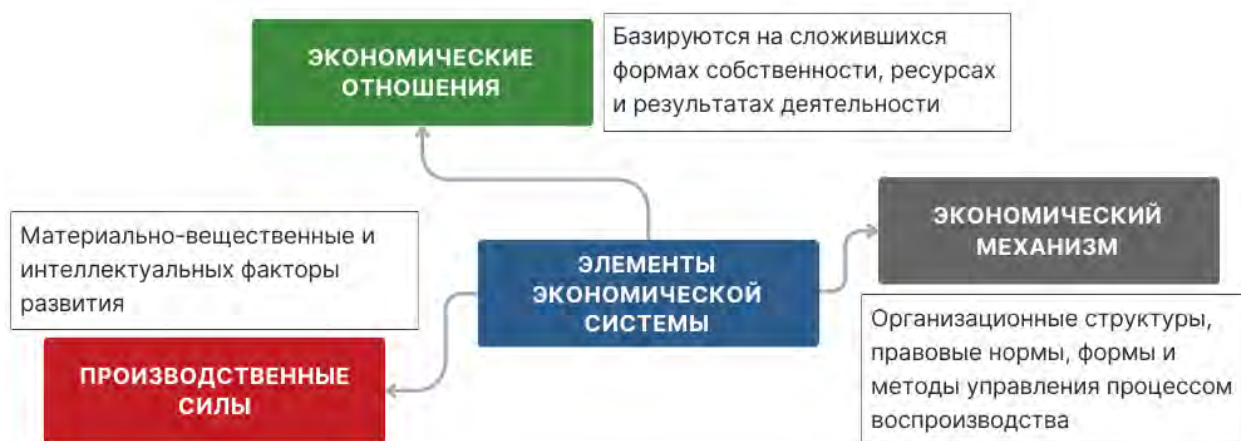 ЭКОНОМИЧЕСКИЕ
ОТНОШЕНИЯ
Базируются на сложившихся
формах собственности, ресурсах
и результатах деятельности
ЭКОНОМИЧЕСКИЙ
МЕХАНИЗМ
Материально-вещественные и
интеллектуальных факторы
развития
ЭЛЕМЕНТЫ
ЭКОНОМИЧЕСКОЙ
СИСТЕМЫ
Организационные структуры,
правовые нормы, формы и
методы управления процессом
воспроизводства
ПРОИЗВОДСТВЕННЫЕ
СИЛЫ